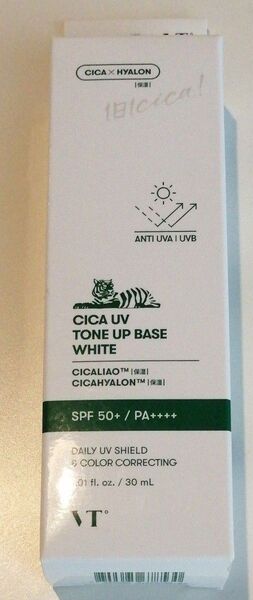 CICA × HYALON
|保湿|
1日1cica!
ANTI UVA | UVB
CICA UV
TONE UP BASE
WHITE
CICALIAO™ |保湿|
CICAHYALON™ |保湿|
SPF 50+ / PA++++
DAILY UV SHIELD
& COLOR CORRECTING
1.01 fl. oz. / 30 mL
VT°